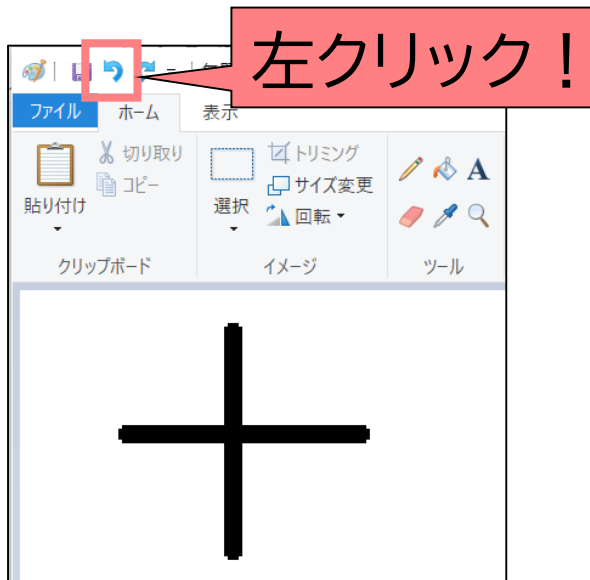 左クリック！
ファイル ホーム 表示
切り取り
コピー
貼り付け
クリップボード
トリミング
サイズ変更
回転
選択
イメージ
A
ツール